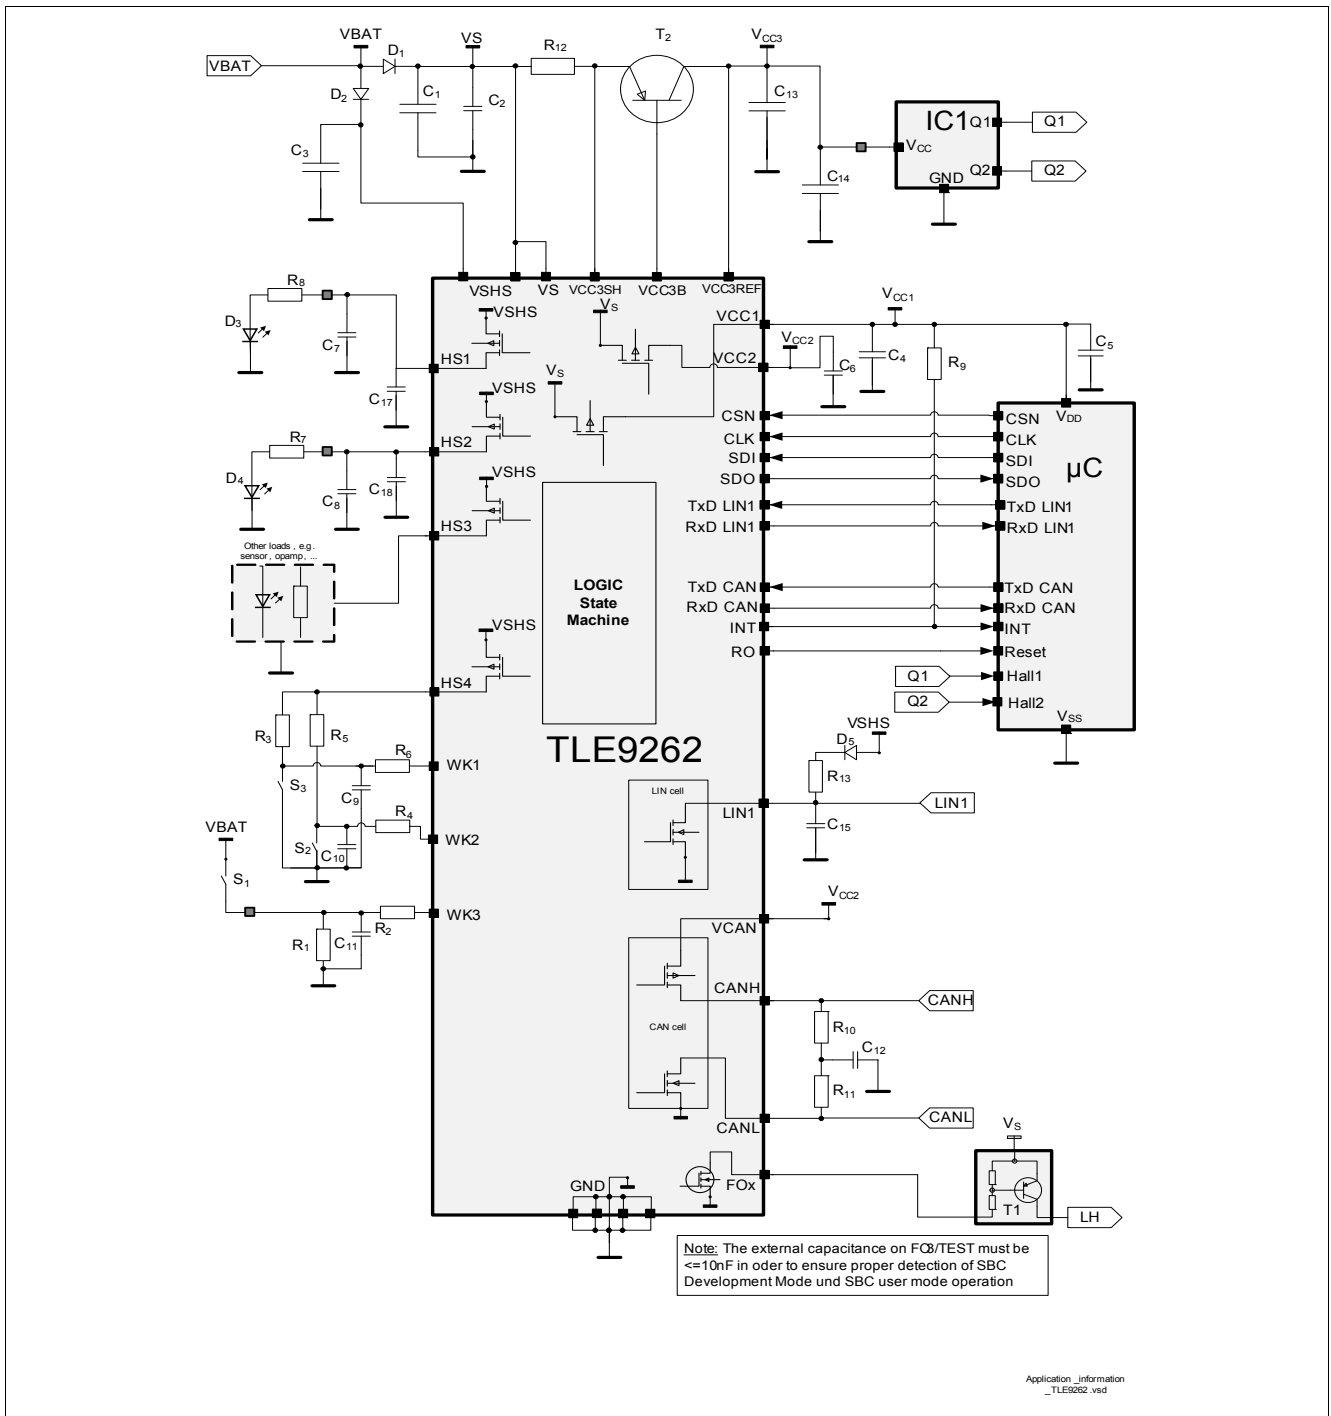 VBAT
VS
T2
VCC3
VBAT
D1
R12
D2
C1
C2
C3
C13
C14
IC1
Q1
Q1
VCC
Q2
Q2
GND
VSHS
VS
VCC3SH
VCC3B
VCC3REF
R8
D3
C7
C17
HS1
VSHS
VS
VS
VCC1
VCC2
VCC2
VCC1
C6
C4
R9
C5
VDD
R7
D4
C8
C18
HS2
VSHS
HS3
VSHS
CSN
CSN
CLK
CLK
SDI
SDI
SDO
SDO
µC
TxD LIN1
TxD LIN1
RxD LIN1
RxD LIN1
Other loads , e.g.
sensor , opamp, ...
LOGIC
State
Machine
TxD CAN
TxD CAN
RxD CAN
RxD CAN
INT
INT
RO
Reset
Q1
Hall1
Q2
Hall2
VSS
VSHS
HS4
R3
R5
R6
WK1
S3
C9
R4
WK2
S2
C10
VBAT
S1
WK3
R2
R1
C11
TLE9262
VSHS
D5
R13
LIN cell
LIN1
LIN1
C15
VCC2
VCAN
CAN cell
CANH
CANH
R10
C12
R11
CANL
CANL
VS
T1
LH
GND
FOx
Note: The external capacitance on FO3/TEST must be
<=10nF in oder to ensure proper detection of SBC
Development Mode und SBC user mode operation
Application _information
_TLE9262 .vsd